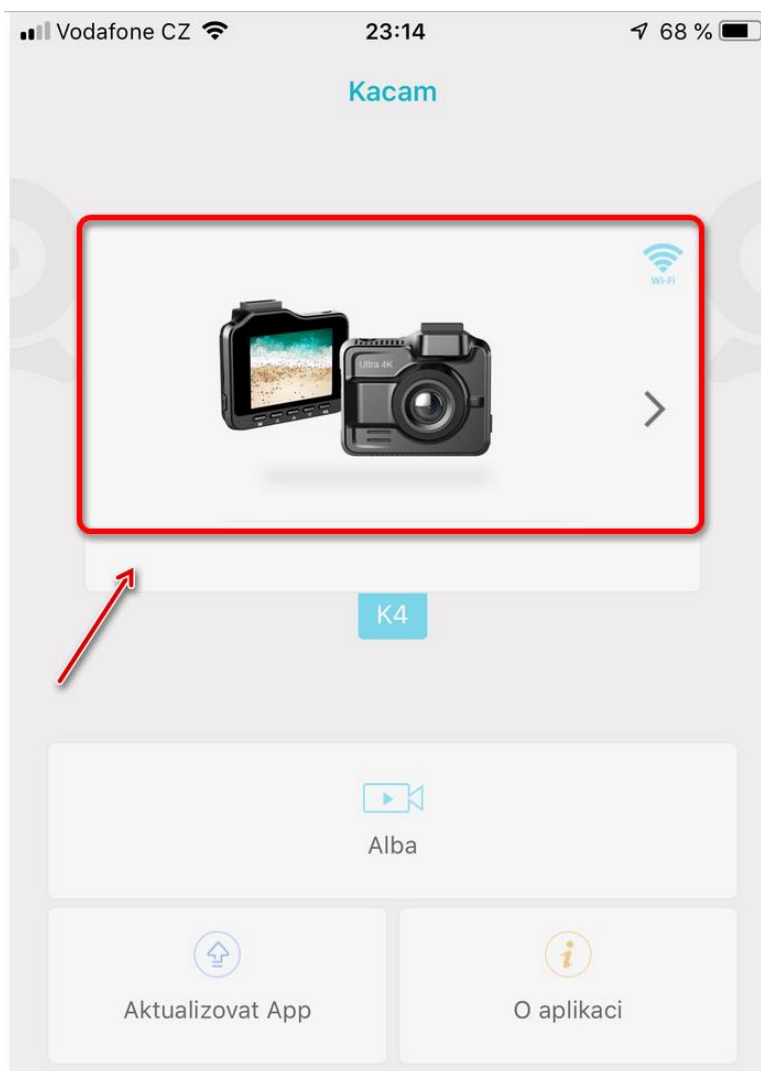 Vodafone CZ 23:14 68 %
Kacam
Wi-Fi
Ultra 4K
K4
Alba
Aktualizovat App
O aplikaci